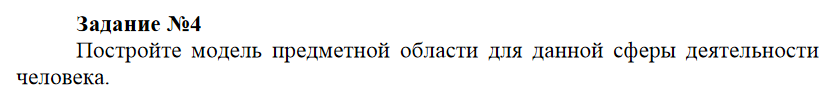 Задание №4
Постройте модель предметной области для данной сферы деятельности
человека.